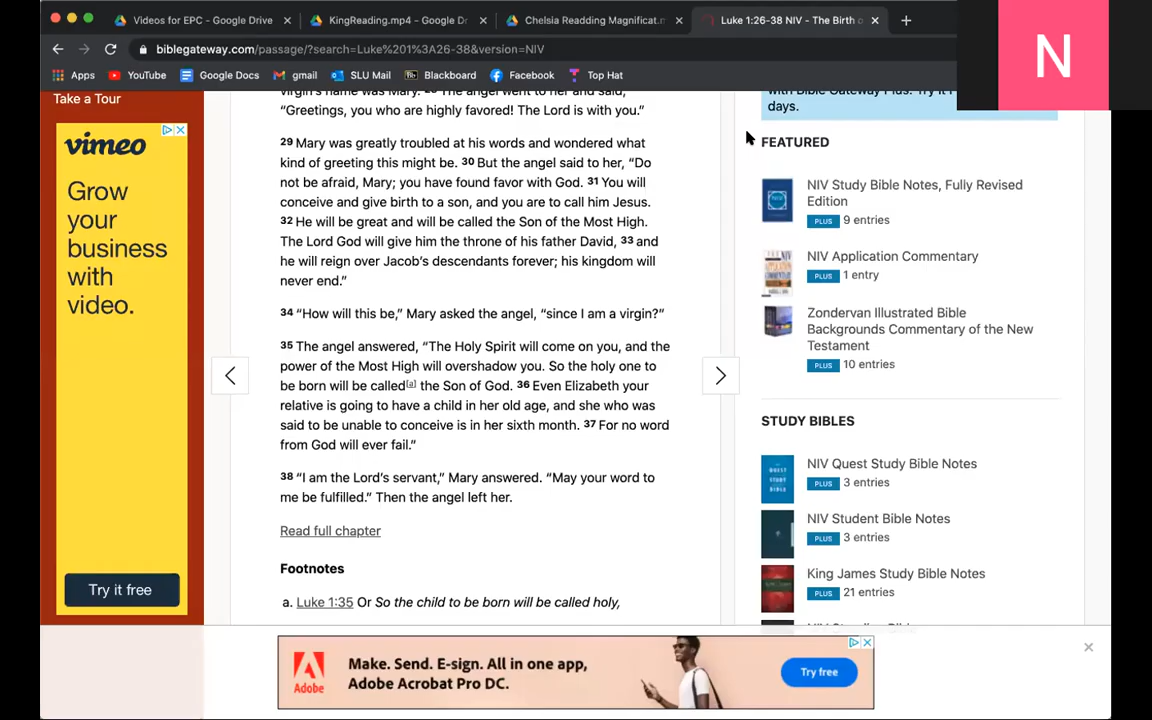 Videos for EPC - Google Drive
KingReading.mp4 - Google Dr
Chelsia Readding Magnificat.m
Luke 1:26-38 NIV - The Birth o
biblegateway.com/passage/?search=Luke%201%3A26-38&version=NIV
Apps
YouTube
Google Docs
gmail
SLU Mail
Blackboard
Facebook
Top Hat
N
Take a Tour
vimeo
Grow
your
business
with
video.
Try it free
virgin's name was Mary. 28 The angel went to her and said,
"Greetings, you who are highly favored! The Lord is with you."
29 Mary was greatly troubled at his words and wondered what
kind of greeting this might be. 30 But the angel said to her, "Do
not be afraid, Mary; you have found favor with God. 31 You will
conceive and give birth to a son, and you are to call him Jesus.
32 He will be great and will be called the Son of the Most High.
The Lord God will give him the throne of his father David, 33 and
he will reign over Jacob's descendants forever; his kingdom will
never end."
34 "How will this be," Mary asked the angel, "since I am a virgin?"
35 The angel answered, "The Holy Spirit will come on you, and the
power of the Most High will overshadow you. So the holy one to
be born will be called[a] the Son of God. 36 Even Elizabeth your
relative is going to have a child in her old age, and she who was
said to be unable to conceive is in her sixth month. 37 For no word
from God will ever fail."
38 "I am the Lord's servant," Mary answered. "May your word to
me be fulfilled." Then the angel left her.
Read full chapter
Footnotes
a. Luke 1:35 Or So the child to be born will be called holy,
with Bible Gateway Plus. Try it
days.
FEATURED
NIV Study Bible Notes, Fully Revised
Edition
PLUS 9 entries
NIV Application Commentary
PLUS 1 entry
Zondervan Illustrated Bible
Backgrounds Commentary of the New
Testament
PLUS 10 entries
STUDY BIBLES
NIV Quest Study Bible Notes
PLUS 3 entries
NIV Student Bible Notes
PLUS 3 entries
King James Study Bible Notes
PLUS 21 entries
Adobe
Make. Send. E-sign. All in one app,
Adobe Acrobat Pro DC.
Try free